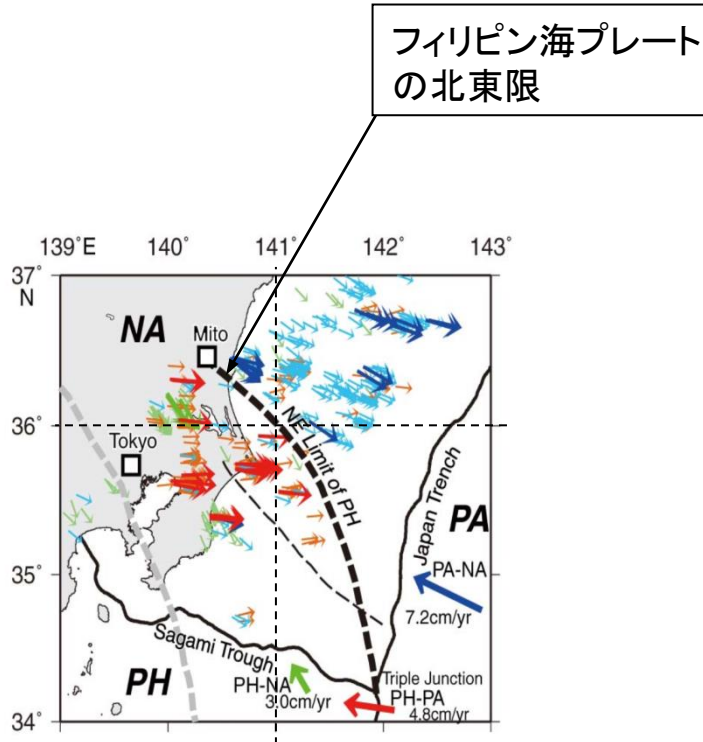 フィリピン海プレート
の北東限
139°E 140° 141° 142° 143°
37°
N
NA
Mito
36°
Tokyo
NE Limit of PH
Japan Trench
PA
35°
PA-NA
7.2cm/yr
Sagami Trough
Triple Junction
PH
PH-NA
PH-PA
3.0cm/yr
4.8cm/yr
34°